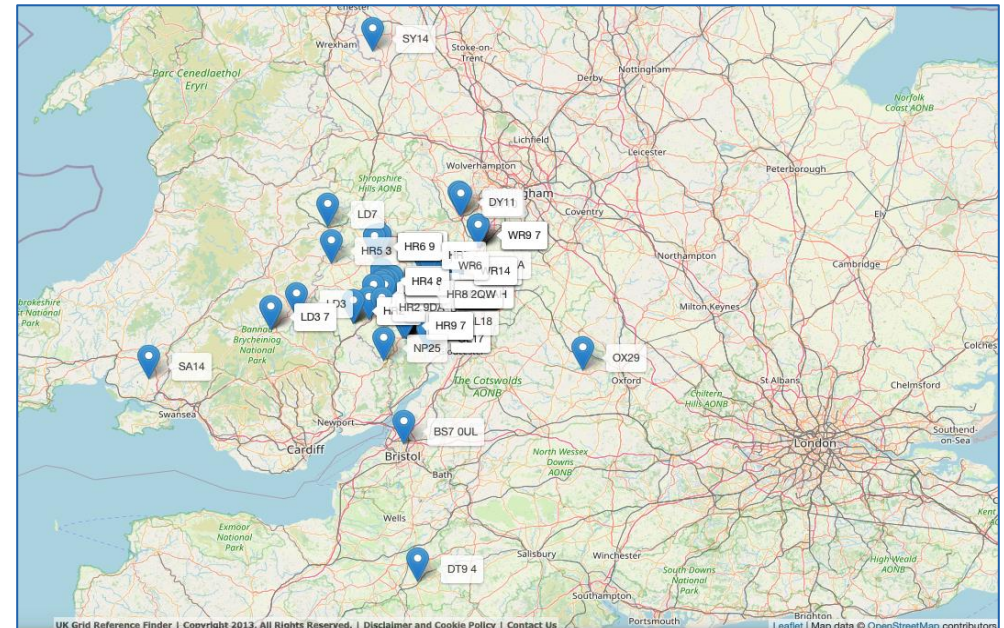 Chester
Wrexham
SY14
Stoke-on-
Trent
Nottingham
Derby
Parc Cenedlaethol
Eryri
Norfolk
Coast AONB
Lichfield
Leicester
Peterborough
Wolverhampton
Shropshire
Hills AONB
DY11
LD7
Coventry
Ely
WR9 7
HR5 3
HR6 9
WR6
WR14
Northampton
Cambridge
HR4 8
HR8 2QW
LD3
LD3 7
HR2 9DA
HR9 7
L18
Milton Keynes
Bannau
Brycheiniog
National
Park
NP25
SA14
OX29
Oxford
The Cotswolds
AONB
St Albans
Chelmsford
Chiltern
Hills AONB
Swansea
Newport
Cardiff
BS7 0UL
Bristol
Bath
London
Southend-
on-Sea
North Wessex
Downs
AONB
Wells
Exmoor
National
Park
Salisbury
Winchester
High Weald
AONB
DT9 4
South Downs
National
Park
Southampton
Portsmouth
Brighton
UK Grid Reference Finder | Copyright 2013. All Rights Reserved. | Disclaimer and Cookie Policy | Contact Us
Leaflet | Map data © OpenStreetMap contributors